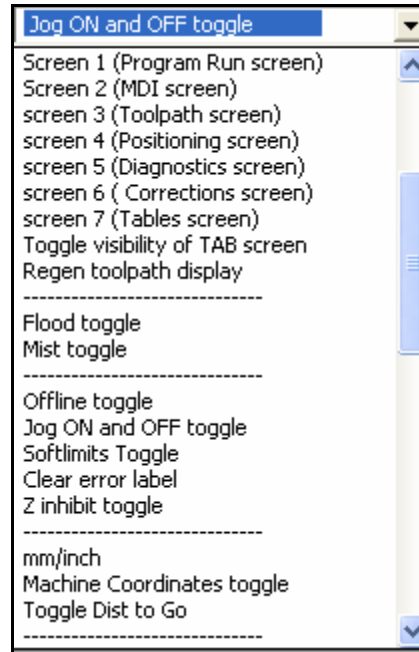 Jog ON and OFF toggle
Screen 1 (Program Run screen)
Screen 2 (MDI screen)
screen 3 (Toolpath screen)
screen 4 (Positioning screen)
screen 5 (Diagnostics screen)
screen 6 ( Corrections screen)
screen 7 (Tables screen)
Toggle visibility of TAB screen
Regen toolpath display
------------------------------
Flood toggle
Mist toggle
------------------------------
Offline toggle
Jog ON and OFF toggle
Softlimits Toggle
Clear error label
Z inhibit toggle
------------------------------
mm/inch
Machine Coordinates toggle
Toggle Dist to Go
------------------------------